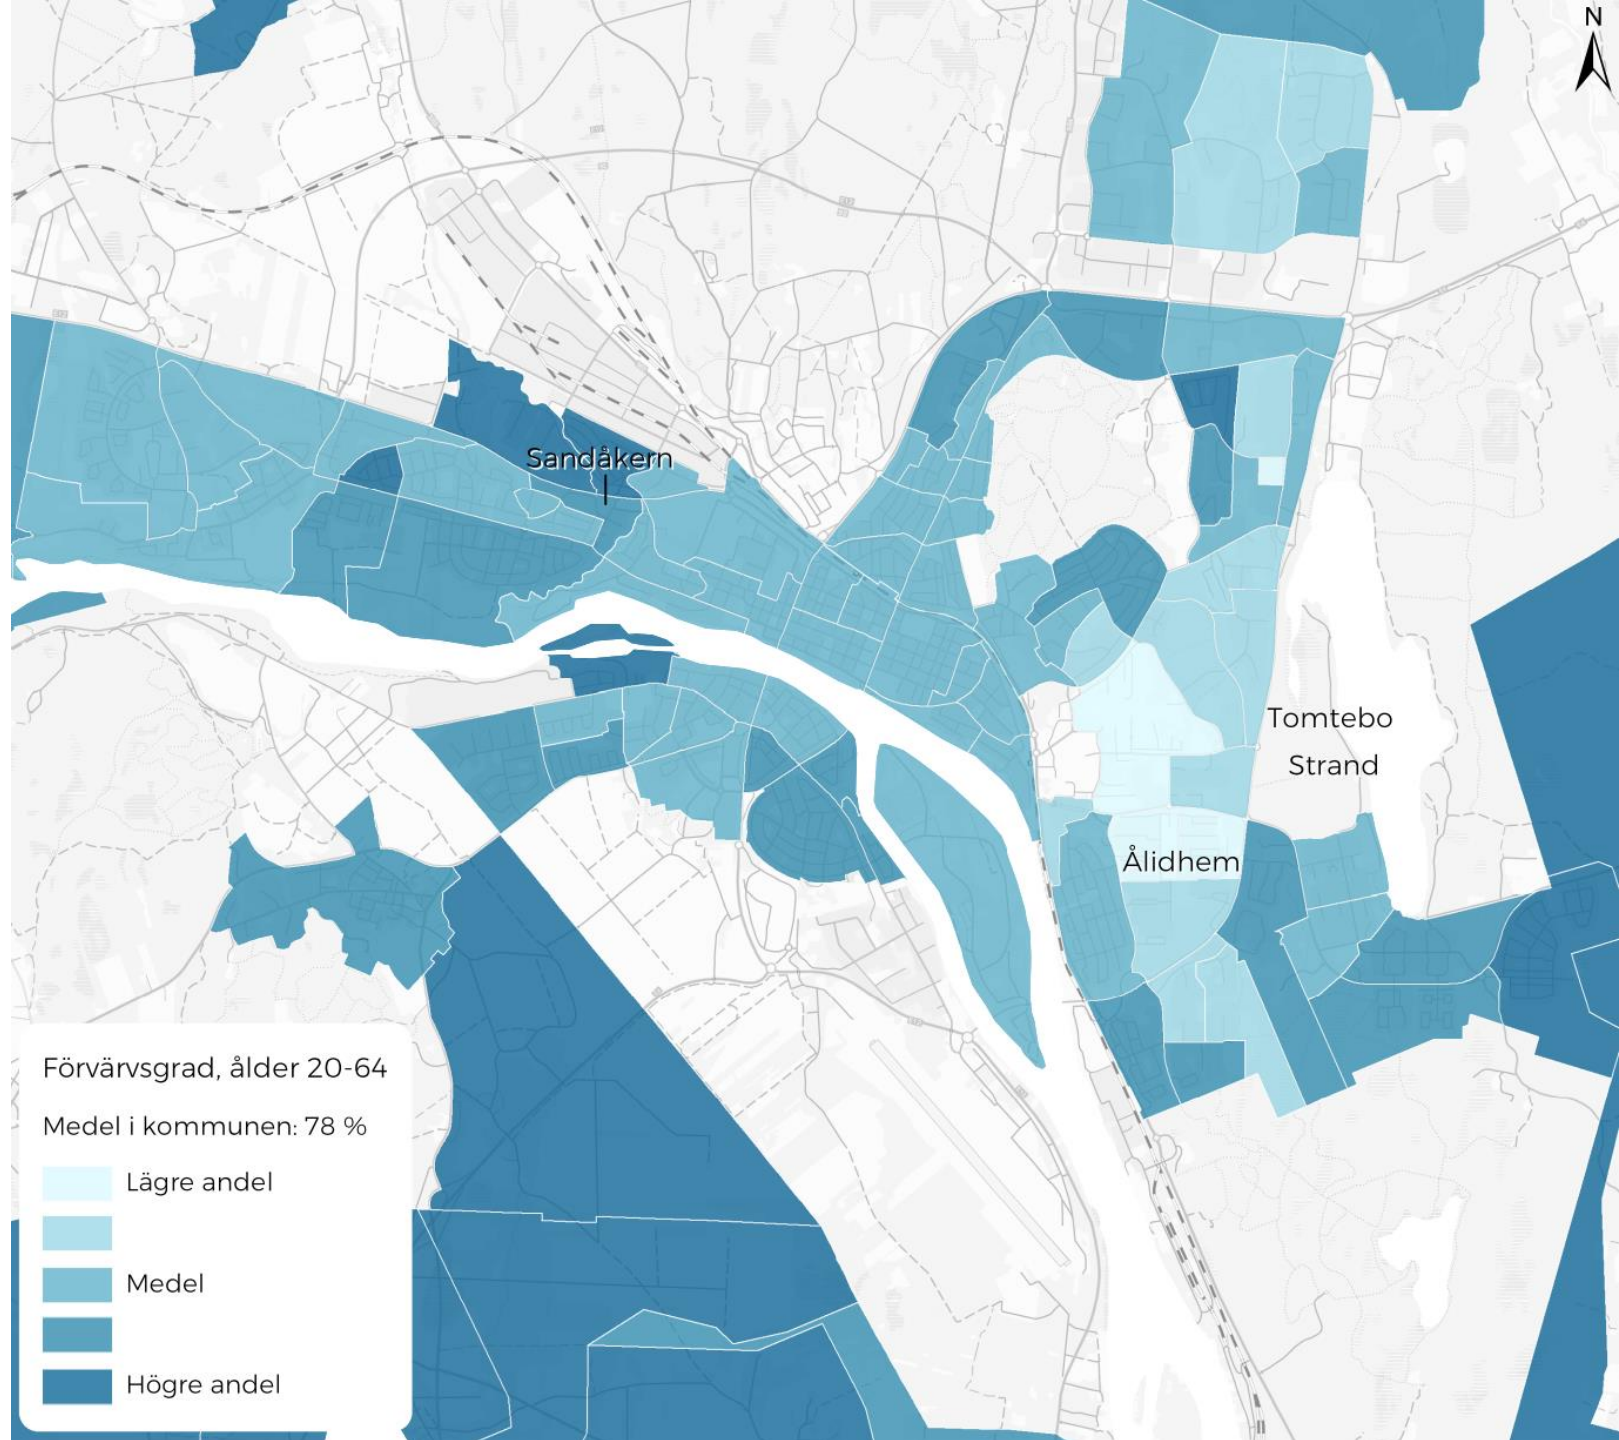 N
Sandåkern
Tomtebo
Strand
Ålidhem
Förvärvsgrad, ålder 20-64
Medel i kommunen: 78 %
Lägre andel
Medel
Högre andel